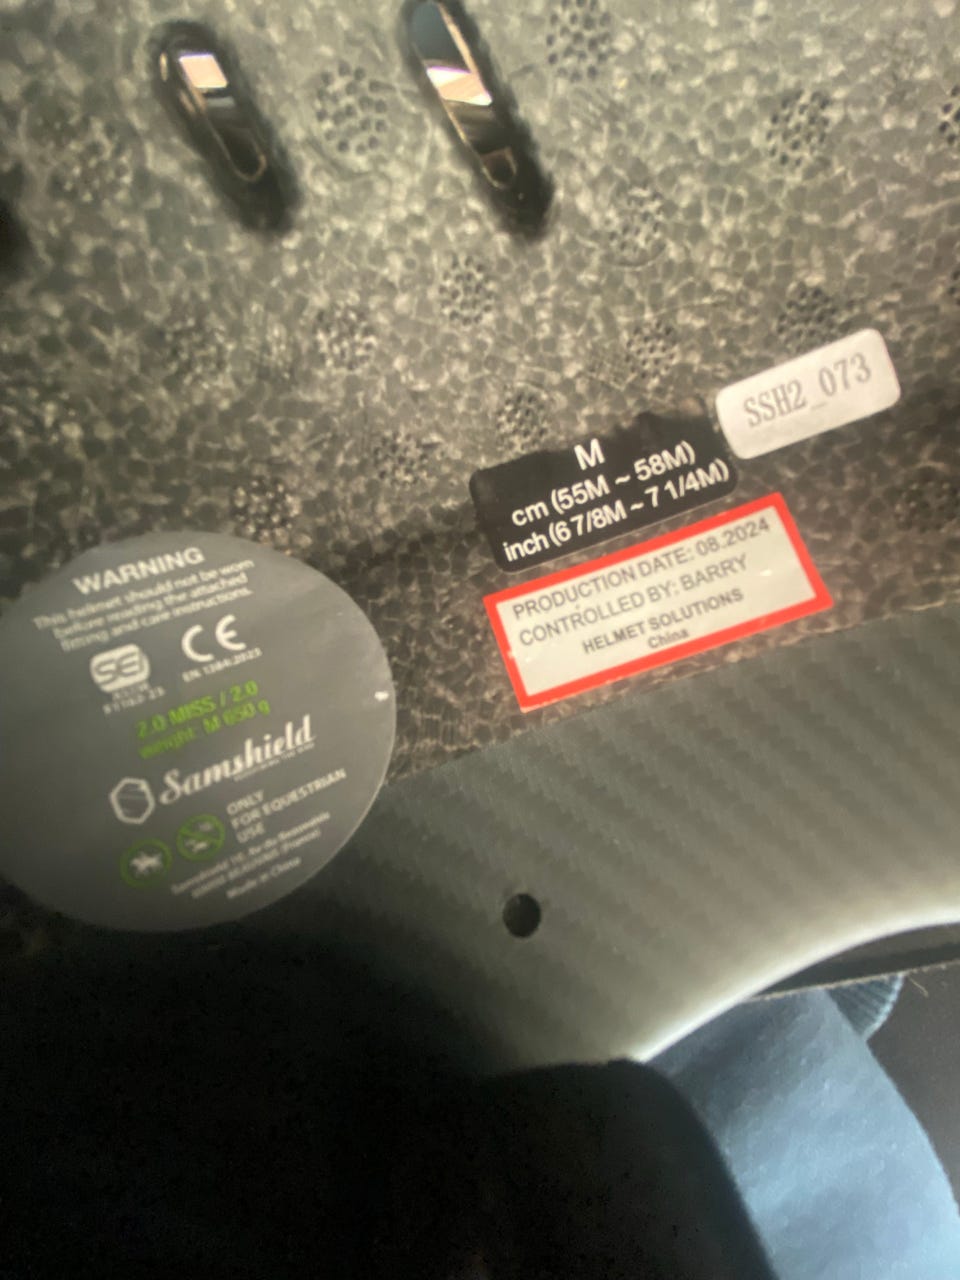 SSH2_073
M
cm (55M ~ 58M)
inch (6 7/8M ~ 7 1/4M)
PRODUCTION DATE: 08.2024
CONTROLLED BY: BARRY
HELMET SOLUTIONS
China
WARNING
This helmet should not be worn
before reading the attached
fitting and care instructions.
SEI
CE
EN 1384:2023
2.0 MISS / 2.0
Weight: M 650 g
Samshield
ONLY
FOR EQUESTRIAN
USE
(France)
Made in China